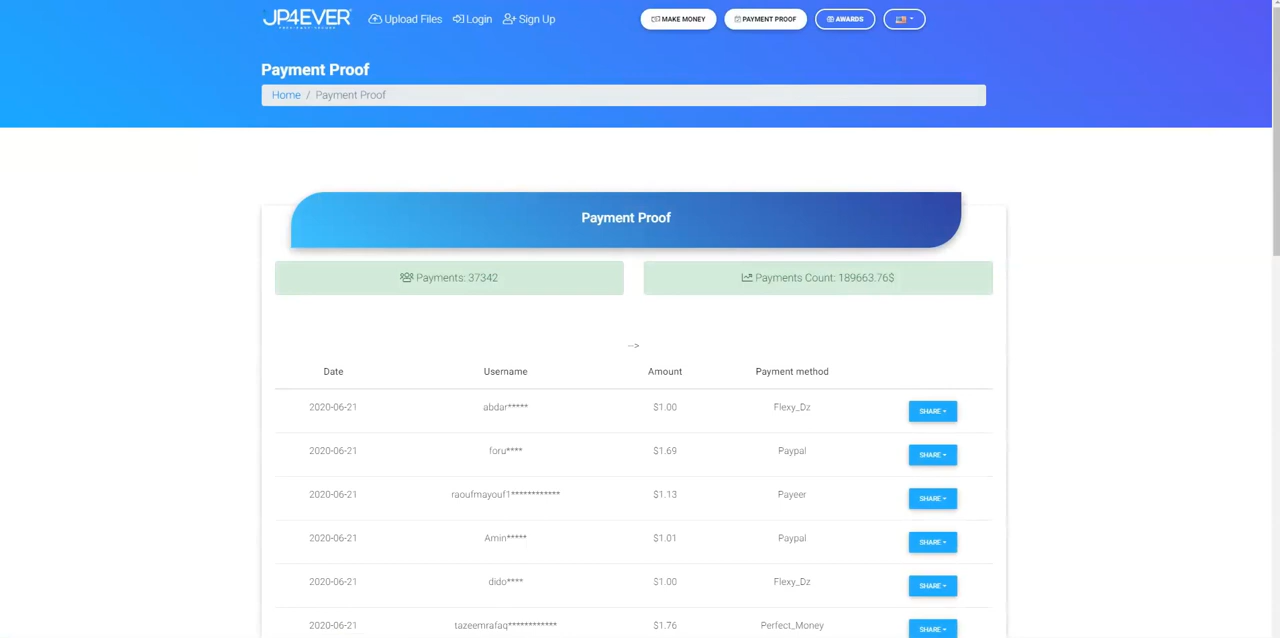 JP4EVER Upload Files Login Sign Up MAKE MONEY PAYMENT PROOF AWARDS
Payment Proof
Home / Payment Proof
Payment Proof
Payments: 37342 Payments Count: 189663.76$
-->
Date Username Amount Payment method
2020-06-21 abdar***** $1.00 Flexy_Dz SHARE
2020-06-21 foru**** $1.69 Paypal SHARE
2020-06-21 raoufmayouf1************ $1.13 Payeer SHARE
2020-06-21 Amin***** $1.01 Paypal SHARE
2020-06-21 dido**** $1.00 Flexy_Dz SHARE
2020-06-21 tazeemrafaq************ $1.76 Perfect_Money SHARE